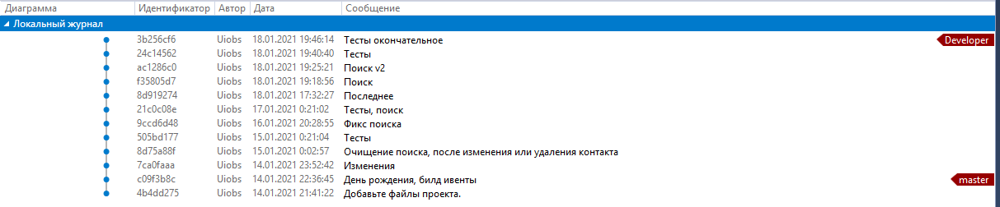 Диаграмма Идентификатор Автор Дата Сообщение
Локальный журнал
3b256cf6 Uiobs 18.01.2021 19:46:14 Тесты окончательное Developer
24c14562 Uiobs 18.01.2021 19:40:40 Тесты
ac1286c0 Uiobs 18.01.2021 19:25:21 Поиск v2
f35805d7 Uiobs 18.01.2021 19:18:56 Поиск
8d919274 Uiobs 18.01.2021 17:32:27 Последнее
21c0c08e Uiobs 17.01.2021 0:21:02 Тесты, поиск
9ccd6d48 Uiobs 16.01.2021 20:28:55 Фикс поиска
505bd177 Uiobs 15.01.2021 0:21:04 Тесты
8d75a88f Uiobs 15.01.2021 0:02:57 Очищение поиска, после изменения или удаления контакта
7ca0faaa Uiobs 14.01.2021 23:52:42 Изменения
c09f3b8c Uiobs 14.01.2021 22:36:45 День рождения, билд ивенты master
4b4dd275 Uiobs 14.01.2021 21:41:22 Добавьте файлы проекта.